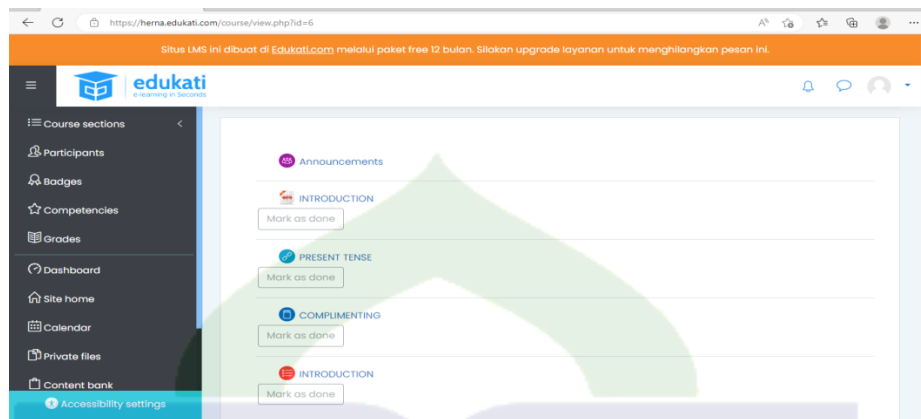 https://herna.edukati.com/course/view.php?id=6
Situs LMS ini dibuat di Edukati.com melalui paket free 12 bulan. Silakan upgrade layanan untuk menghilangkan pesan ini.
edukati
e-learning in Seconds
Course sections
Participants
Badges
Competencies
Grades
Dashboard
Site home
Calendar
Private files
Content bank
Accessibility settings
Announcements
INTRODUCTION
Mark as done
PRESENT TENSE
Mark as done
COMPLIMENTING
Mark as done
INTRODUCTION
Mark as done